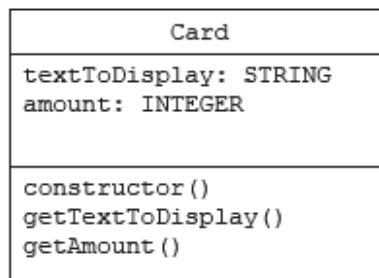 Card
textToDisplay: STRING
amount: INTEGER
constructor()
getTextToDisplay()
getAmount()